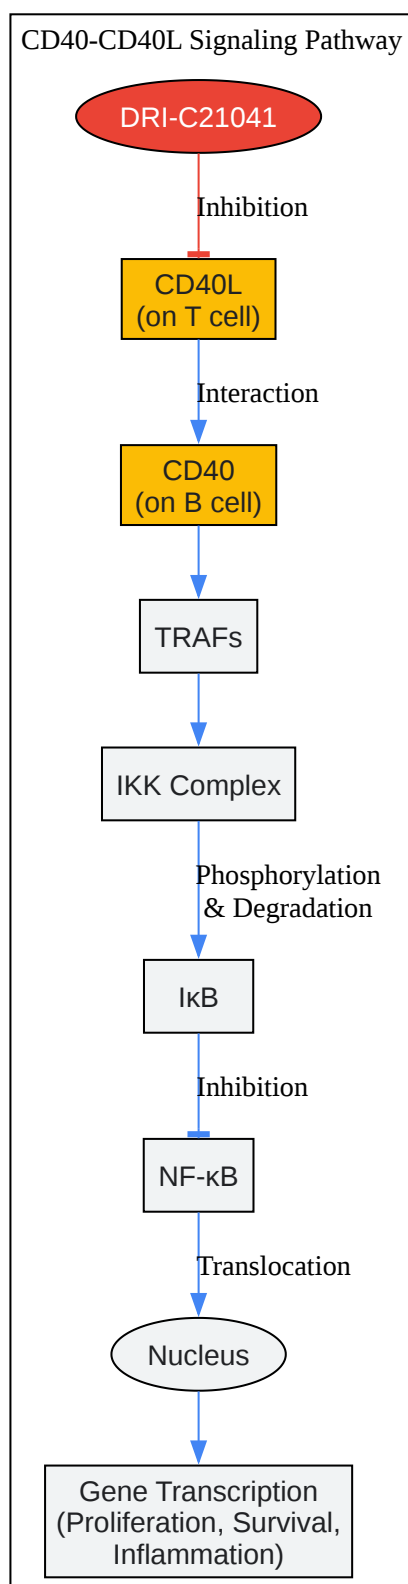 CD40-CD40L Signaling Pathway
DRI-C21041
Inhibition
CD40L
(on T cell)
Interaction
CD40
(on B cell)
TRAFs
IKK Complex
Phosphorylation
& Degradation
IκB
Inhibition
NF-κB
Translocation
Nucleus
Gene Transcription
(Proliferation, Survival,
Inflammation)